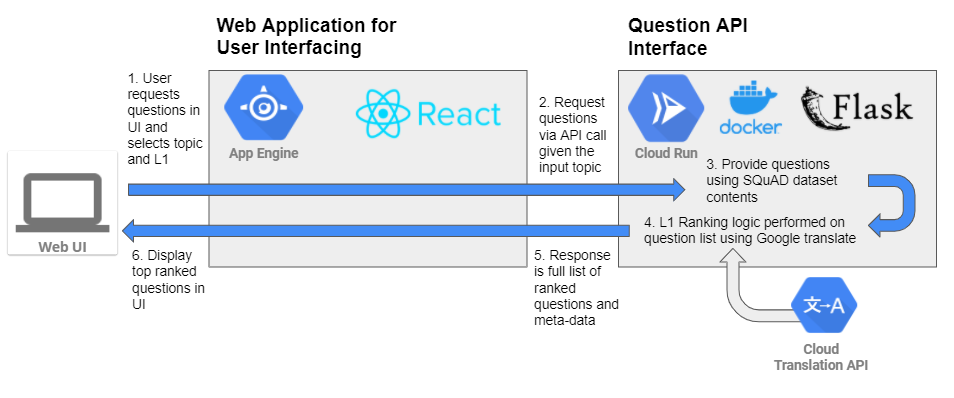 Web Application for
User Interfacing
Question API
Interface
1. User
requests
questions in
UI and
selects topic
and L1
App Engine
React
2. Request
questions
via API call
given the
input topic
Cloud Run
docker
Flask
3. Provide questions
using SQuAD dataset
contents
4. L1 Ranking logic performed on
question list using Google translate
Web UI
6. Display
top ranked
questions in
UI
5. Response
is full list of
ranked
questions and
meta-data
文→A
Cloud
Translation API